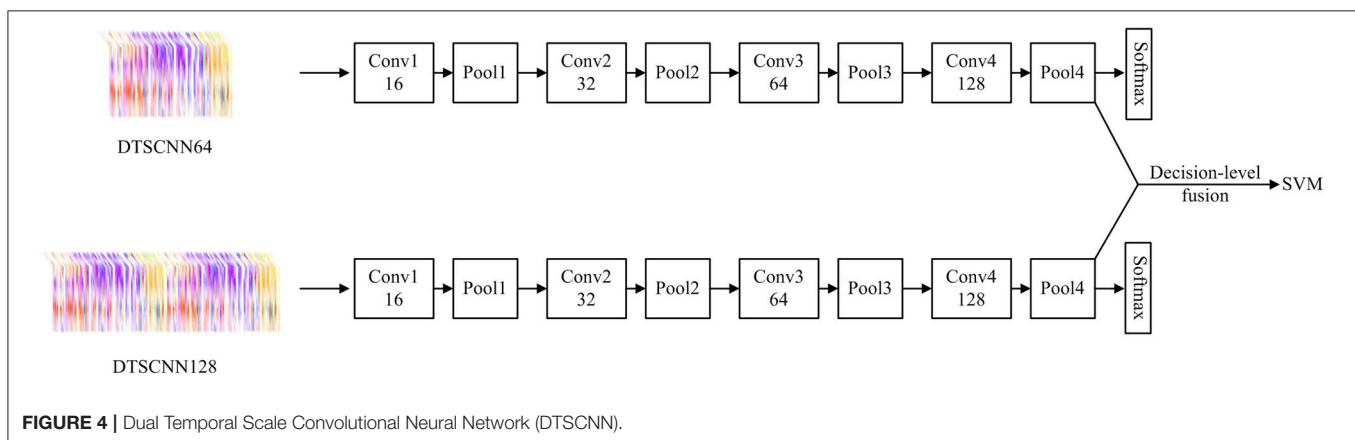 DTSCNN64
Conv1
16
Pool1
Conv2
32
Pool2
Conv3
64
Pool3
Conv4
128
Pool4
Softmax
Decision-level
fusion
SVM
DTSCNN128
Conv1
16
Pool1
Conv2
32
Pool2
Conv3
64
Pool3
Conv4
128
Pool4
Softmax
FIGURE 4 | Dual Temporal Scale Convolutional Neural Network (DTSCNN).